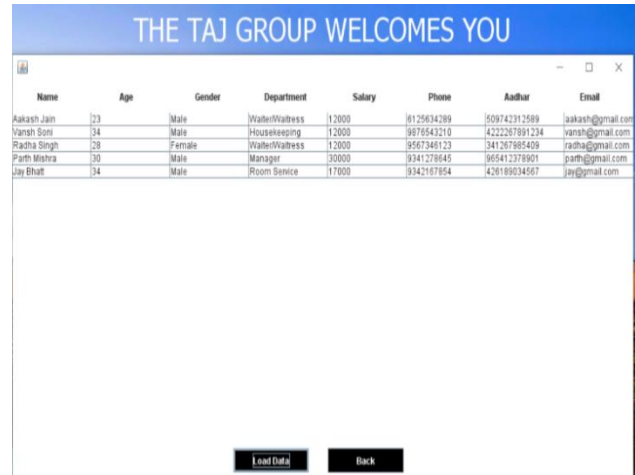 THE TAJ GROUP WELCOMES YOU
Name Age Gender Department Salary Phone Aadhar Email
Aakash Jain 23 Male Waiter/Waitress 12000 6125634289 509742312589 aakash@gmail.com
Vansh Soni 34 Male Housekeeping 12000 9876543210 4222267891234 vansh@gmail.com
Radha Singh 28 Female Waiter/Waitress 12000 9567346123 341267985409 radha@gmail.com
Parth Mishra 30 Male Manager 30000 9341278645 965412378901 parth@gmail.com
Jay Bhatt 34 Male Room Service 17000 9342167854 426189034567 jay@gmail.com
Load Data Back